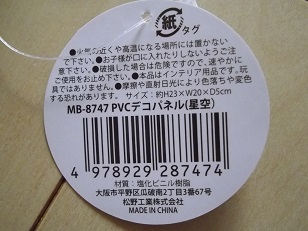 紙
タグ
●火気の近くや高温になる場所には置かない
で下さい。●お子様が口に入れたりしないようご注
意下さい。●破損した場合は危険ですので、速やかに
使用をお止め下さい。●本品はインテリア用品です。玩
具ではありません。●摩擦や直射日光により色落ちや変色
する恐れがあります。 サイズ：約H23×W20×D5cm
MB-8747 PVCデコパネル(星空)
4 978929 287474
材質：塩化ビニル樹脂
大阪市平野区瓜破南2丁目3番67号
松野工業株式会社
MADE IN CHINA